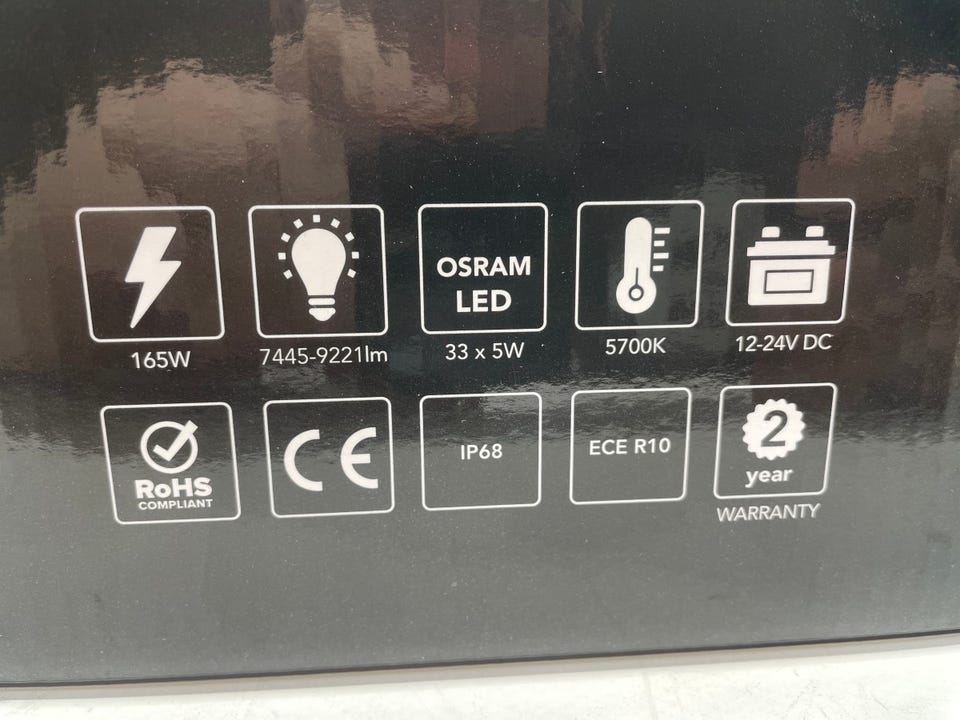 165W
7445-9221lm
OSRAM
LED
33 x 5W
5700K
12-24V DC
RoHS
COMPLIANT
CE
IP68
ECE R10
2
year
WARRANTY